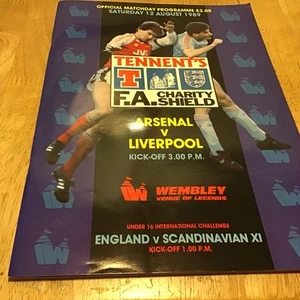 OFFICIAL MATCHDAY PROGRAMME £3.00
SATURDAY 12 AUGUST 1989
TENNENT'S
T
F.A. CHARITY SHIELD
ARSENAL
V
LIVERPOOL
KICK-OFF 3.00 P.M.
WEMBLEY
VENUE OF LEGENDS
UNDER 16 INTERNATIONAL CHALLENGE
ENGLAND v SCANDINAVIAN XI
KICK-OFF 1.00 P.M.